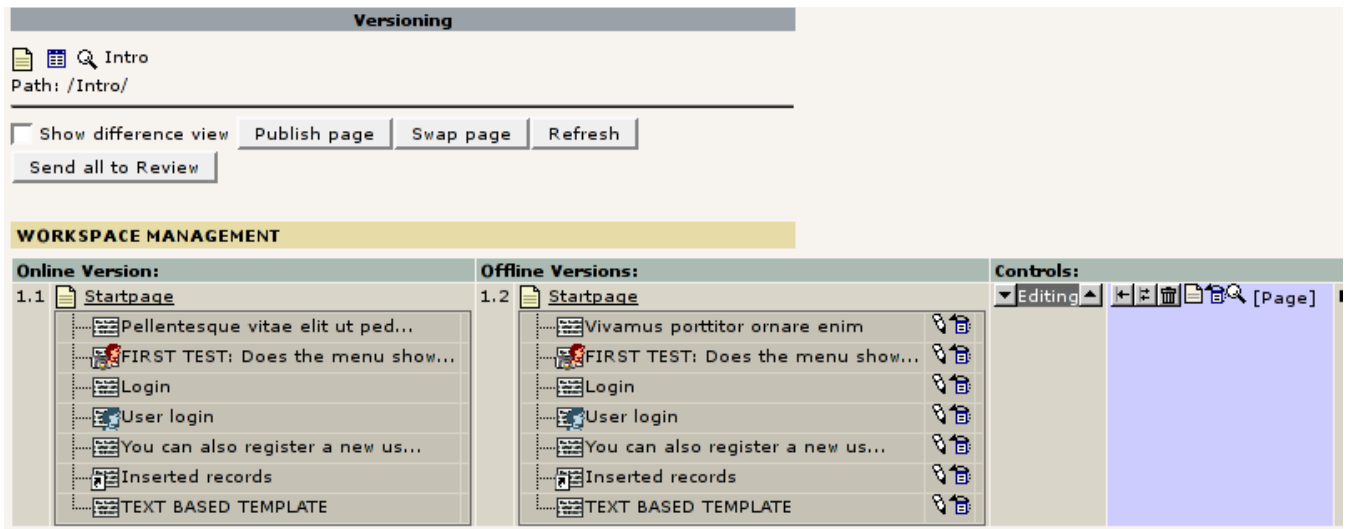 Versioning
Intro
Path: /Intro/
Show difference view Publish page Swap page Refresh
Send all to Review
WORKSPACE MANAGEMENT
Online Version: Offline Versions: Controls:
1.1 Startpage 1.2 Startpage Editing [Page]
Pellentesque vitae elit ut ped... Vivamus porttitor ornare enim
FIRST TEST: Does the menu show... FIRST TEST: Does the menu show...
Login Login
User login User login
You can also register a new us... You can also register a new us...
Inserted records Inserted records
TEXT BASED TEMPLATE TEXT BASED TEMPLATE